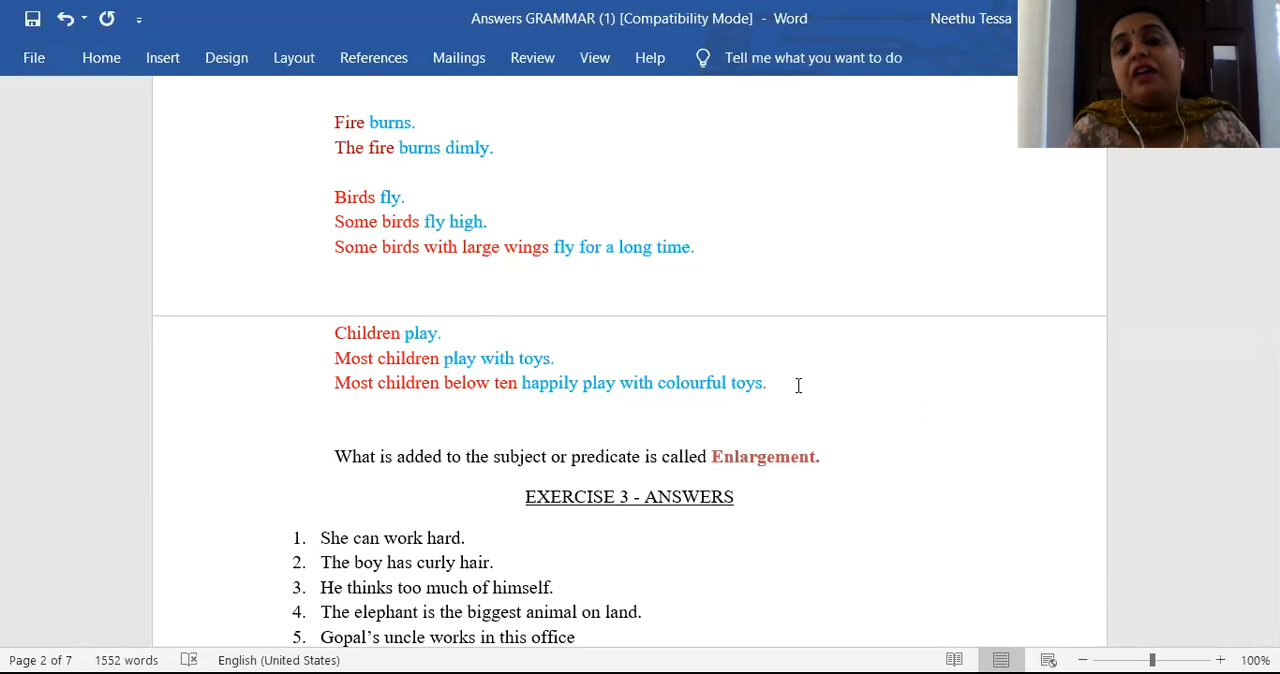 Answers GRAMMAR (1) [Compatibility Mode] - Word
Neethu Tessa
File Home Insert Design Layout References Mailings Review View Help Tell me what you want to do
Fire burns.
The fire burns dimly.
Birds fly.
Some birds fly high.
Some birds with large wings fly for a long time.
Children play.
Most children play with toys.
Most children below ten happily play with colourful toys.
What is added to the subject or predicate is called Enlargement.
EXERCISE 3 - ANSWERS
1. She can work hard.
2. The boy has curly hair.
3. He thinks too much of himself.
4. The elephant is the biggest animal on land.
5. Gopal's uncle works in this office
Page 2 of 7 1552 words English (United States) 100%